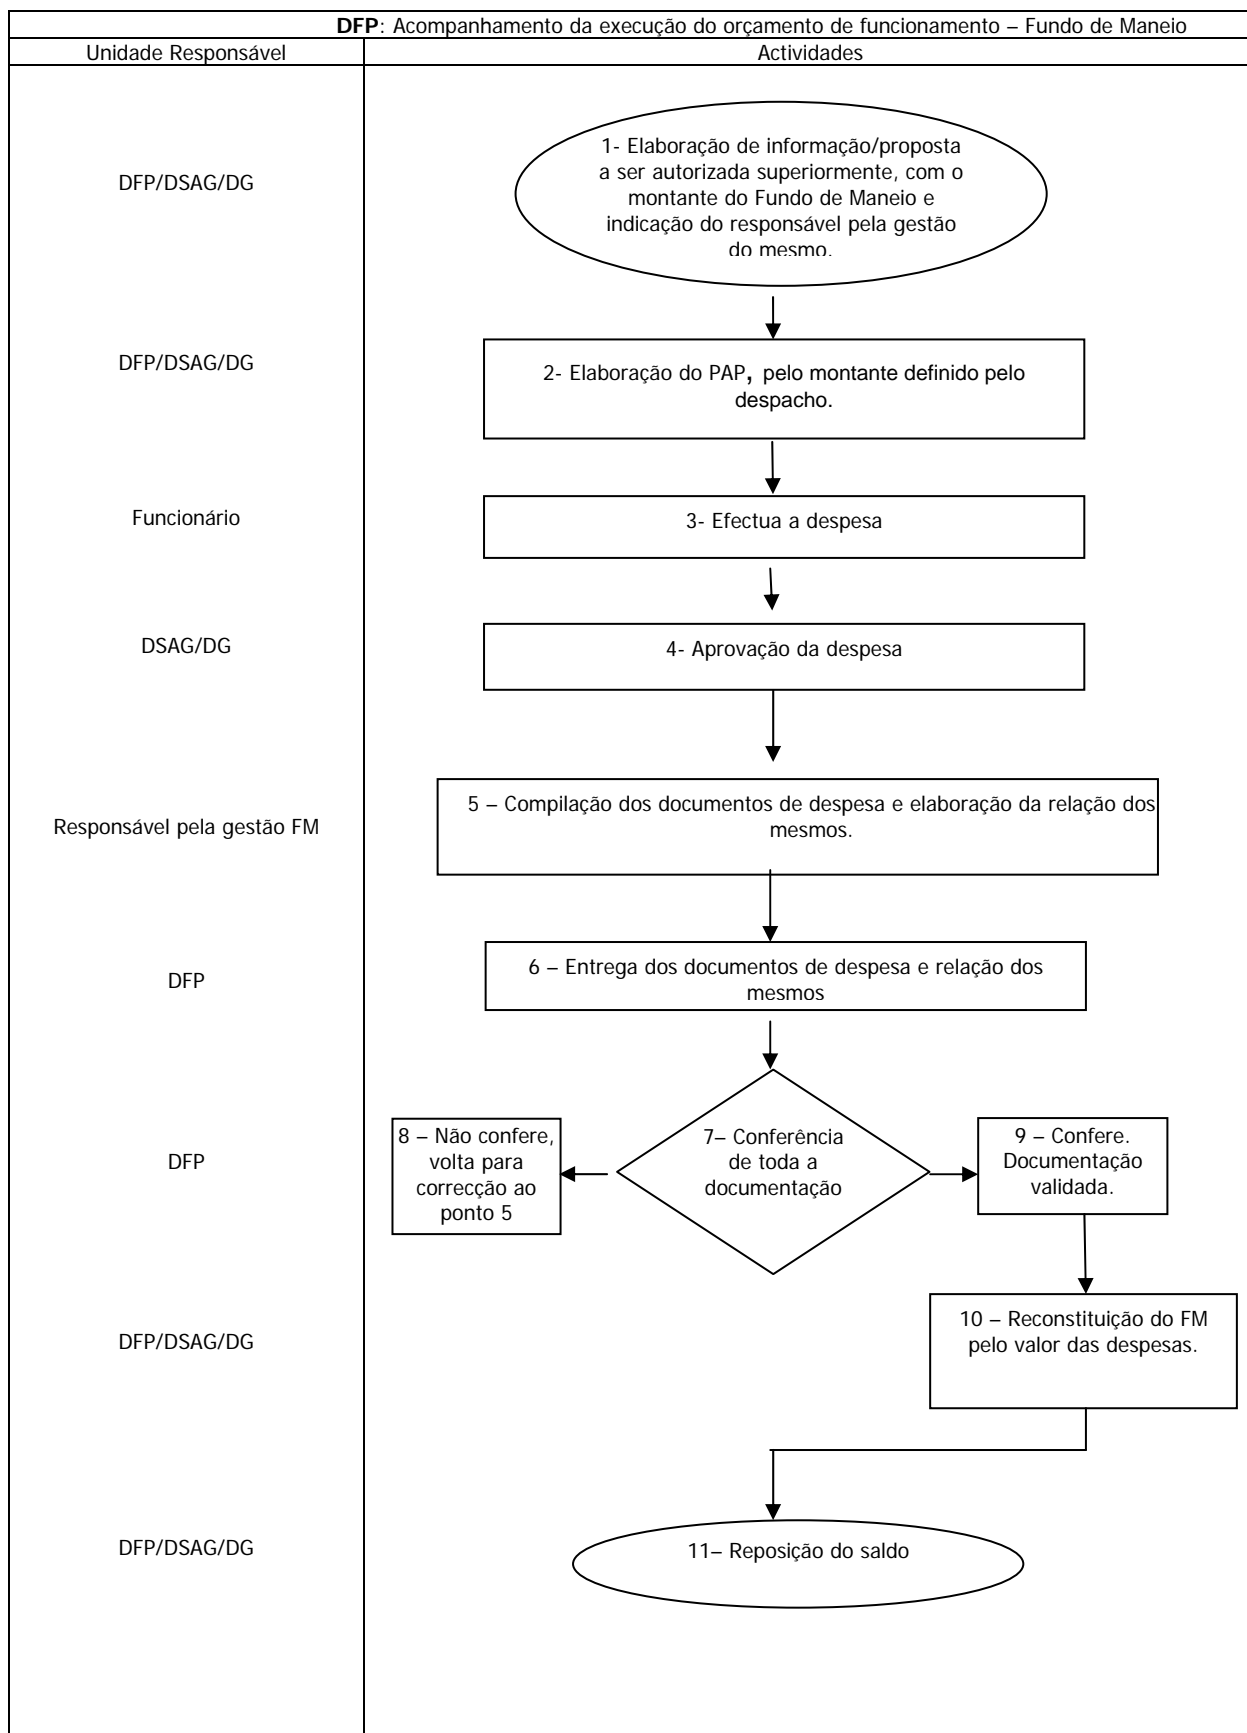 DFP: Acompanhamento da execução do orçamento de funcionamento – Fundo de Maneio
Unidade Responsável
Actividades
DFP/DSAG/DG
1- Elaboração de informação/proposta
a ser autorizada superiormente, com o
montante do Fundo de Maneio e
indicação do responsável pela gestão
do mesmo.
DFP/DSAG/DG
2- Elaboração do PAP, pelo montante definido pelo
despacho.
Funcionário
3- Efectua a despesa
DSAG/DG
4- Aprovação da despesa
Responsável pela gestão FM
5 – Compilação dos documentos de despesa e elaboração da relação dos
mesmos.
DFP
6 – Entrega dos documentos de despesa e relação dos
mesmos
DFP
8 – Não confere,
volta para
correcção ao
ponto 5
7– Conferência
de toda a
documentação
9 – Confere.
Documentação
validada.
DFP/DSAG/DG
10 – Reconstituição do FM
pelo valor das despesas.
DFP/DSAG/DG
11– Reposição do saldo